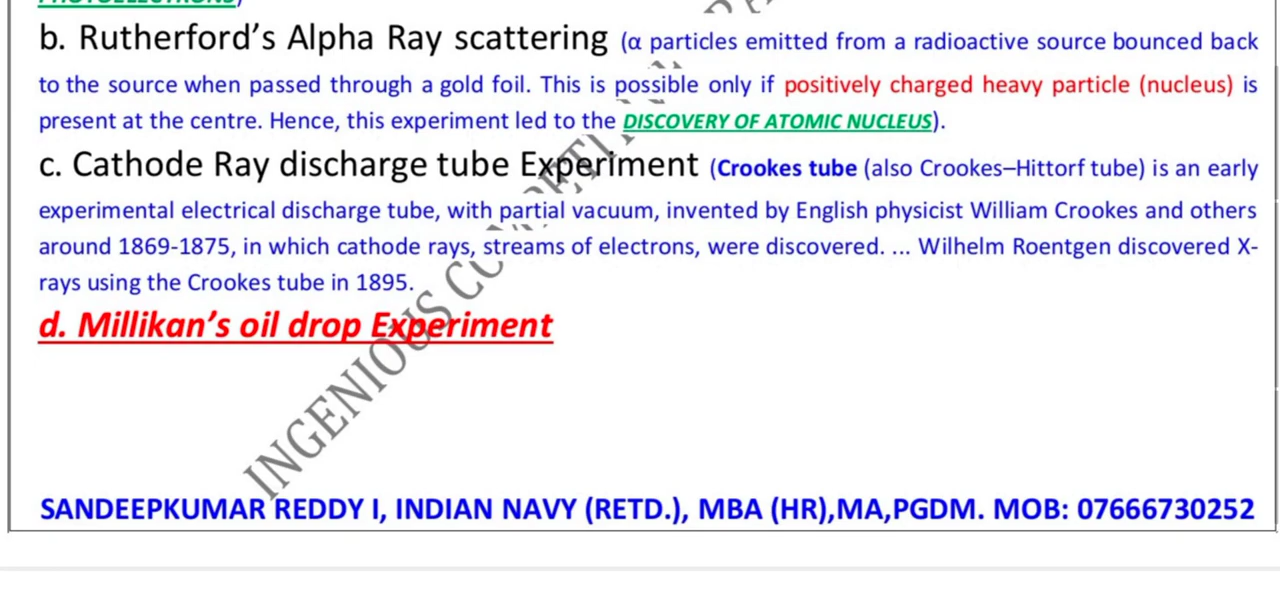 PHOTOELECTRONS)
b. Rutherford’s Alpha Ray scattering (α particles emitted from a radioactive source bounced back
to the source when passed through a gold foil. This is possible only if positively charged heavy particle (nucleus) is
present at the centre. Hence, this experiment led to the DISCOVERY OF ATOMIC NUCLEUS).
c. Cathode Ray discharge tube Experiment (Crookes tube (also Crookes–Hittorf tube) is an early
experimental electrical discharge tube, with partial vacuum, invented by English physicist William Crookes and others
around 1869-1875, in which cathode rays, streams of electrons, were discovered. ... Wilhelm Roentgen discovered X-
rays using the Crookes tube in 1895.
d. Millikan’s oil drop Experiment
INGENIOUS
SANDEEPKUMAR REDDY I, INDIAN NAVY (RETD.), MBA (HR),MA,PGDM. MOB: 07666730252